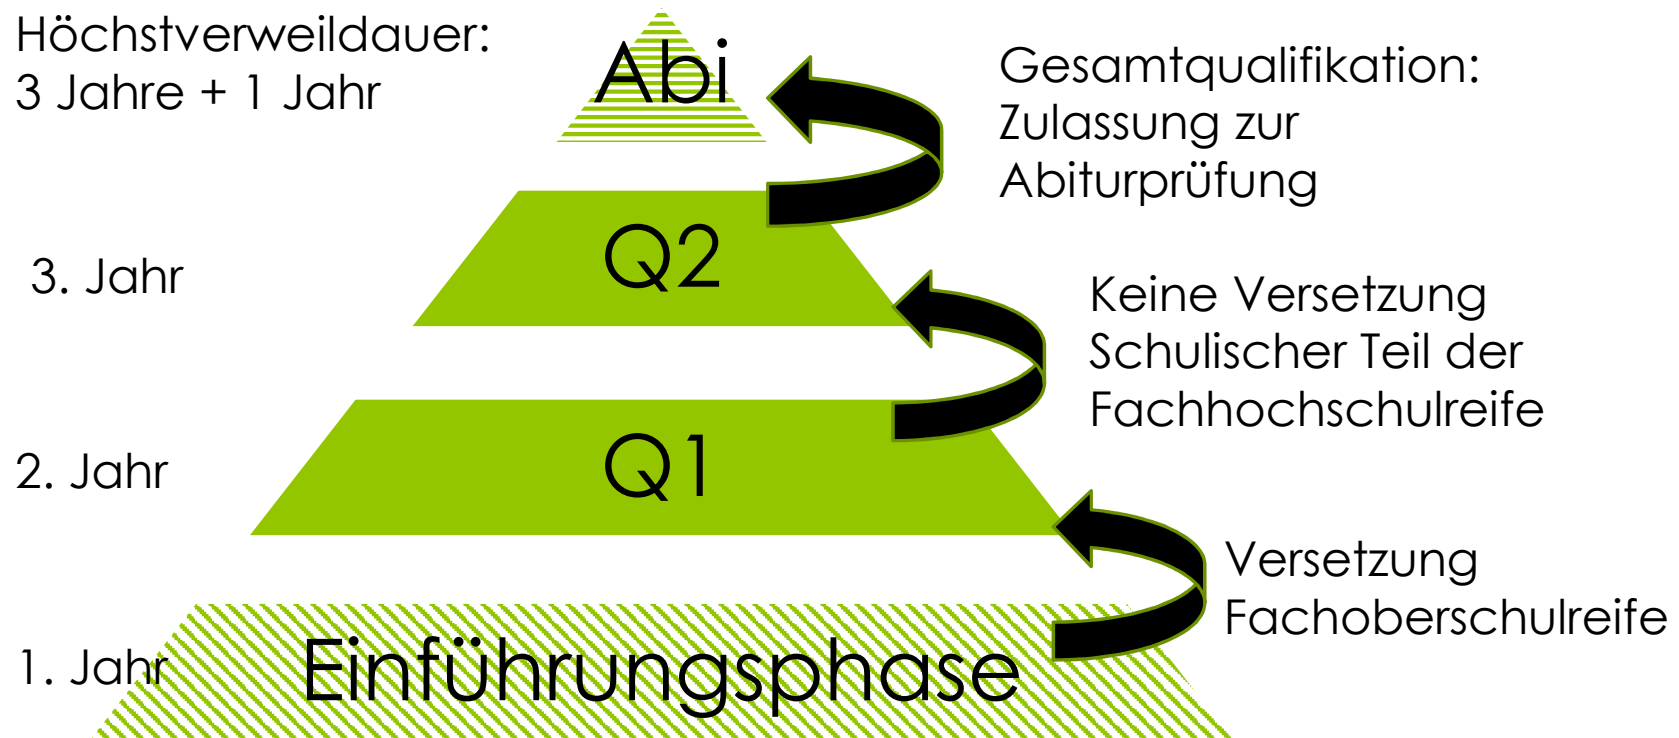 Höchstverweildauer:
3 Jahre + 1 Jahr
Abi
Gesamtqualifikation:
Zulassung zur
Abiturprüfung
3. Jahr
Q2
Keine Versetzung
Schulischer Teil der
Fachhochschulreife
2. Jahr
Q1
Versetzung
Fachoberschulreife
1. Jahr
Einführungsphase